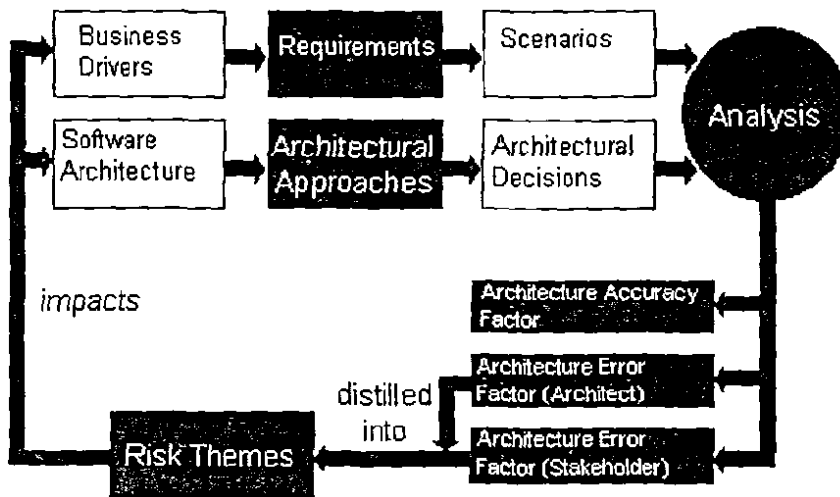 Business
Drivers
Requirements
Scenarios
Software
Architecture
Architectural
Approaches
Architectural
Decisions
Analysis
impacts
Architecture Accuracy
Factor
Architecture Error
Factor (Architect)
distilled
into
Architecture Error
Factor (Stakeholder)
Risk Themes